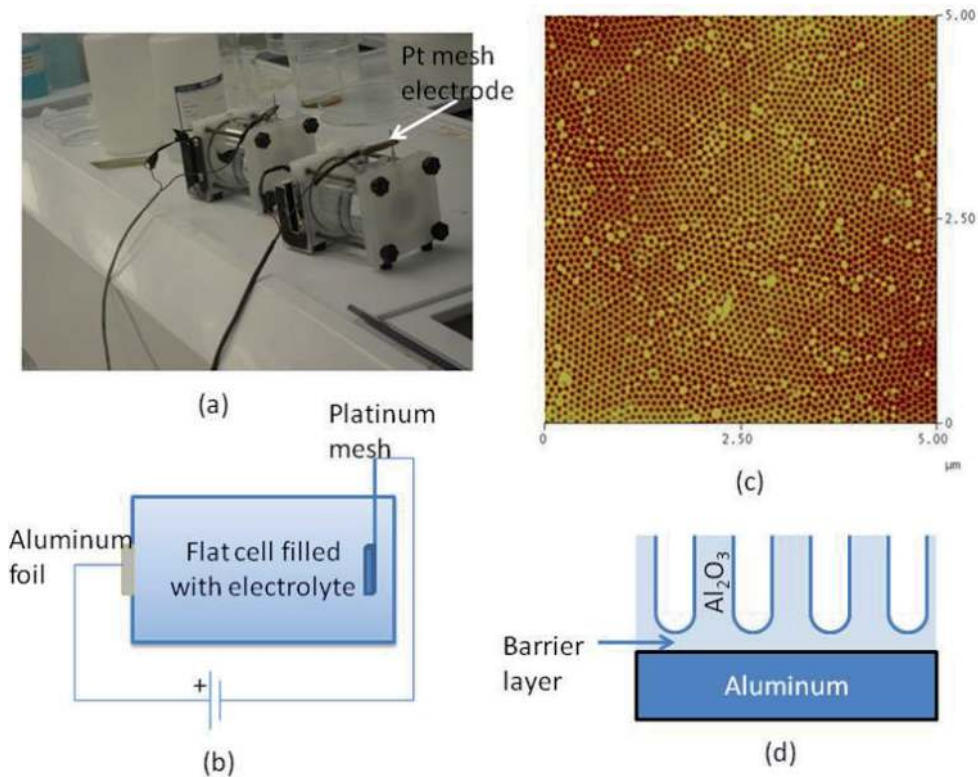 Pt mesh
electrode
(a)
5.00
2.50
0
0
2.50
5.00
µm
(c)
Platinum
mesh
Aluminum
foil
Flat cell filled
with electrolyte
+
(b)
Al₂O₃
Barrier
layer
Aluminum
(d)